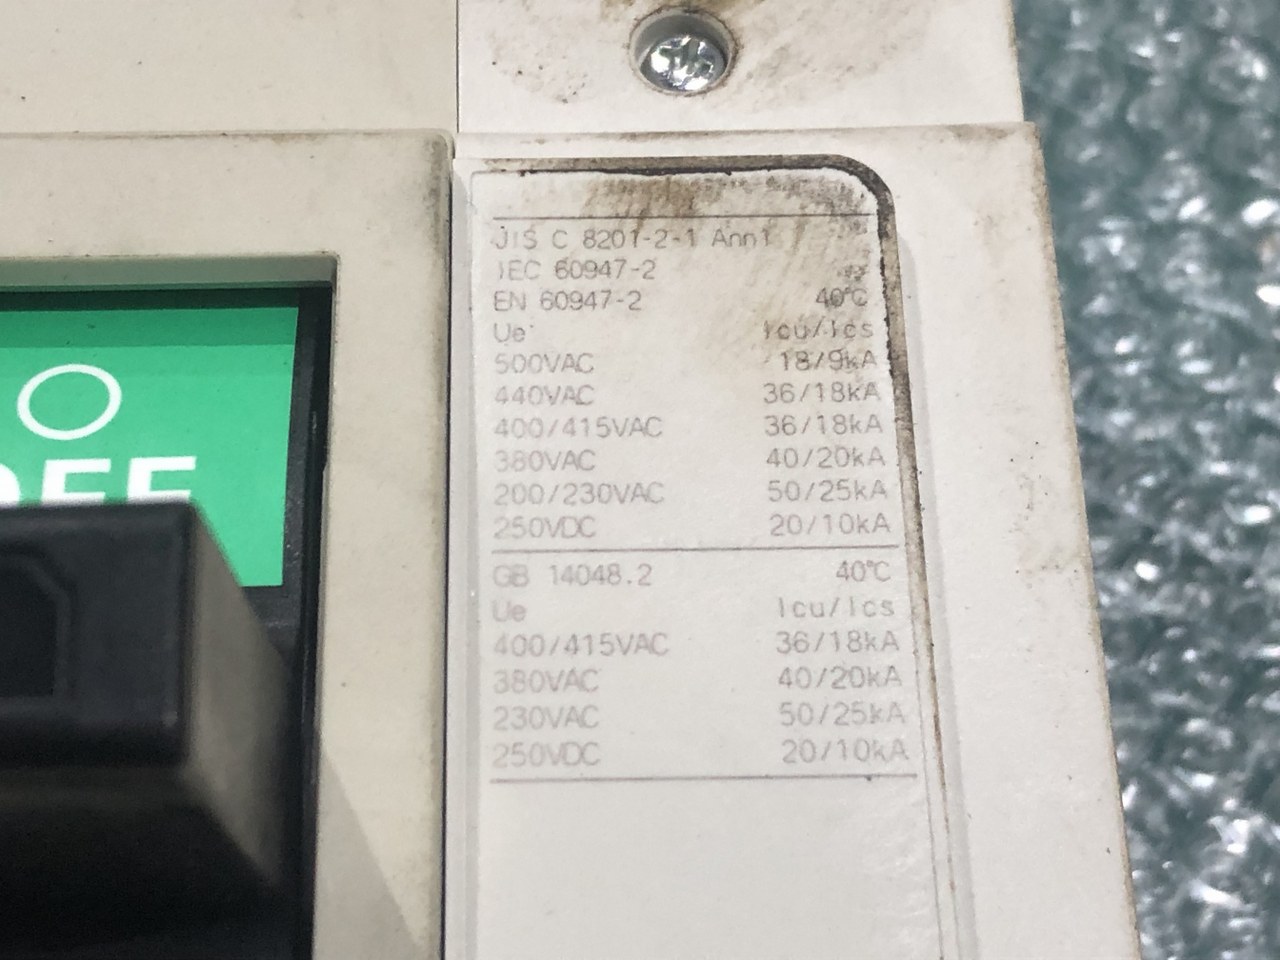 OFF
JIS C 8201-2-1 Ann1
IEC 60947-2
EN 60947-2 40℃
Ue Icu/Ics
500VAC 18/9kA
440VAC 36/18kA
400/415VAC 36/18kA
380VAC 40/20kA
200/230VAC 50/25kA
250VDC 20/10kA
GB 14048.2 40℃
Ue Icu/Ics
400/415VAC 36/18kA
380VAC 40/20kA
230VAC 50/25kA
250VDC 20/10kA